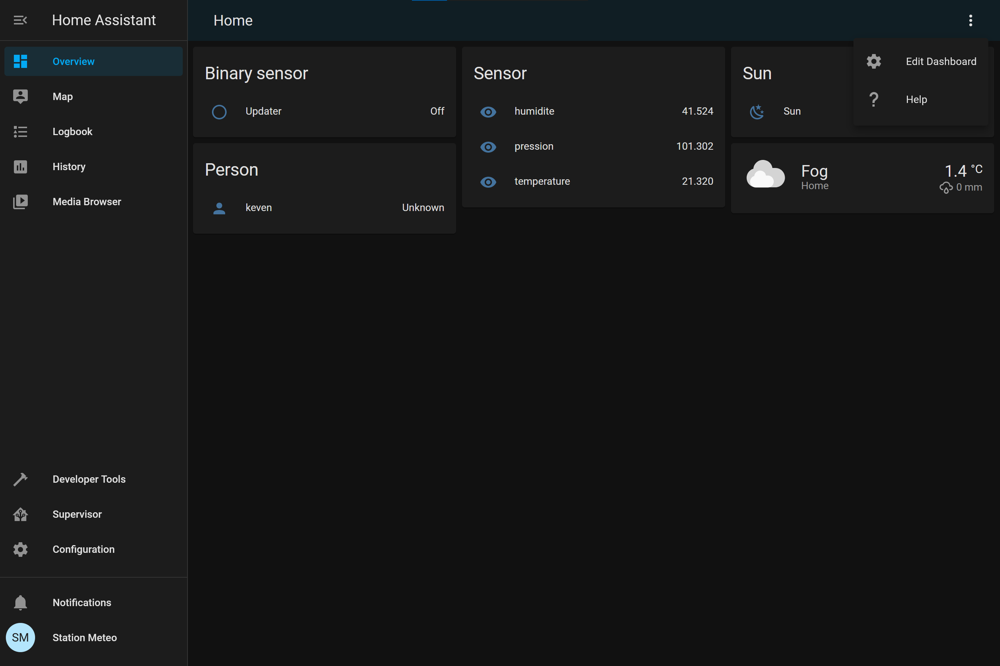 Home Assistant
Overview
Map
Logbook
History
Media Browser
Developer Tools
Supervisor
Configuration
Notifications
SM Station Meteo
Home
Binary sensor
Updater Off
Person
keven Unknown
Sensor
humidite 41.524
pression 101.302
temperature 21.320
Sun
Sun
Edit Dashboard
? Help
Fog 1.4 °C
Home 0 mm